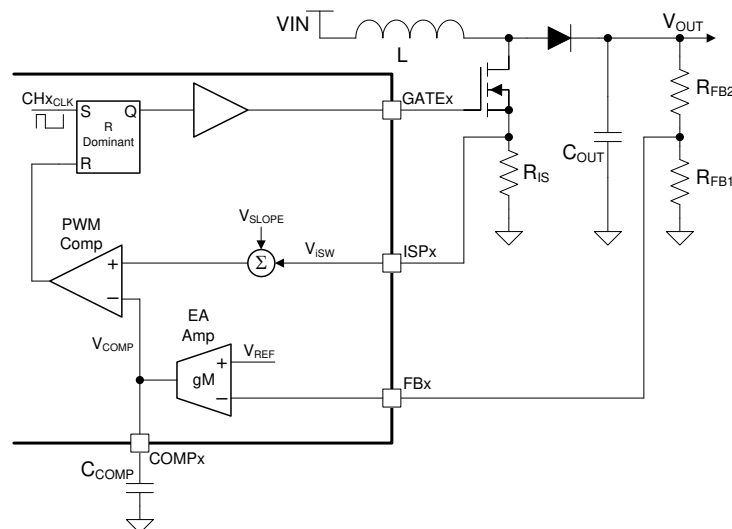 VIN
L
VOUT
CHxCLK
S
Q
R
Dominant
R
GATEx
RFB2
COUT
RFB1
RIS
PWM
Comp
VSLOPE
+
Σ
ViSW
ISPx
−
VCOMP
EA
Amp
+
VREF
gM
−
FBx
COMPx
CCOMP